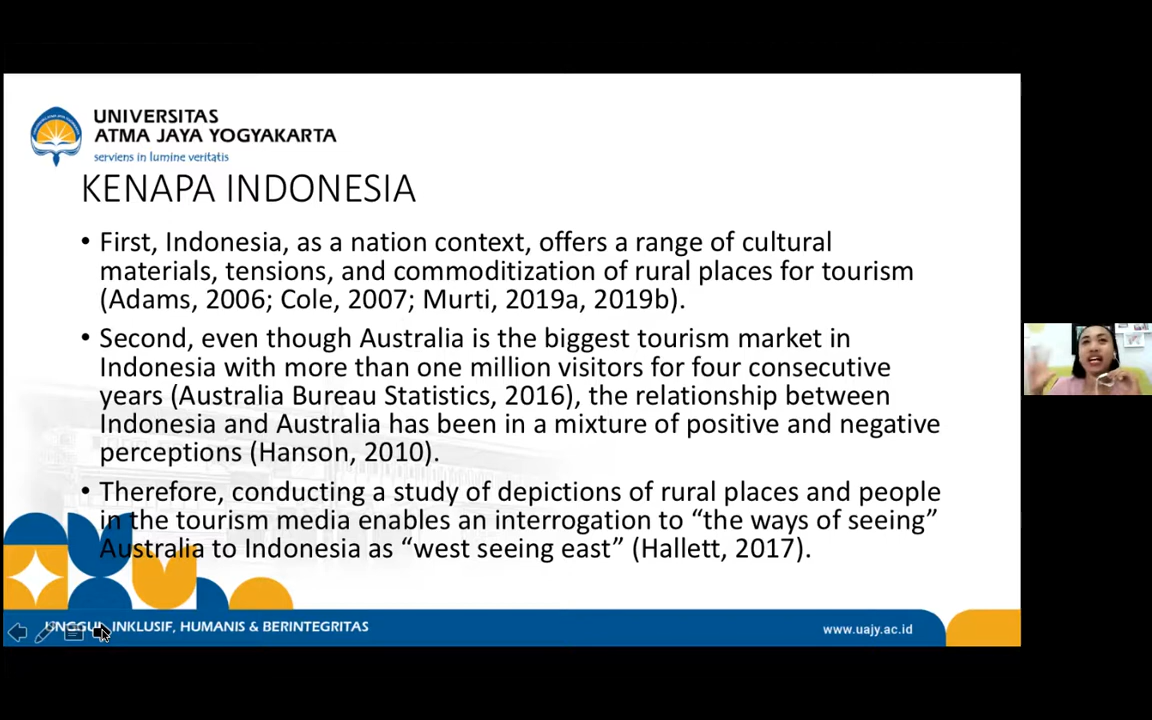 UNIVERSITAS
ATMA JAYA YOGYAKARTA
serviens in lumine veritatis
KENAPA INDONESIA
• First, Indonesia, as a nation context, offers a range of cultural
materials, tensions, and commoditization of rural places for tourism
(Adams, 2006; Cole, 2007; Murti, 2019a, 2019b).
• Second, even though Australia is the biggest tourism market in
Indonesia with more than one million visitors for four consecutive
years (Australia Bureau Statistics, 2016), the relationship between
Indonesia and Australia has been in a mixture of positive and negative
perceptions (Hanson, 2010).
• Therefore, conducting a study of depictions of rural places and people
in the tourism media enables an interrogation to “the ways of seeing”
Australia to Indonesia as “west seeing east” (Hallett, 2017).
UNGGUL, INKLUSIF, HUMANIS & BERINTEGRITAS
www.uajy.ac.id